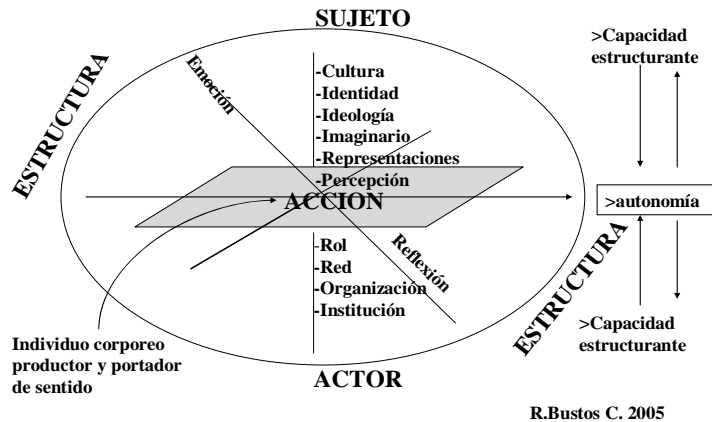 SUJETO
>Capacidad
estructurante
ESTRUCTURA
Emoción
-Cultura
-Identidad
-Ideología
-Imaginario
-Representaciones
-Percepción
ACCION
>autonomía
-Rol
-Red
-Organización
-Institución
Reflexión
ESTRUCTURA
>Capacidad
estructurante
Individuo corporeo
productor y portador
de sentido
ACTOR
R.Bustos C. 2005